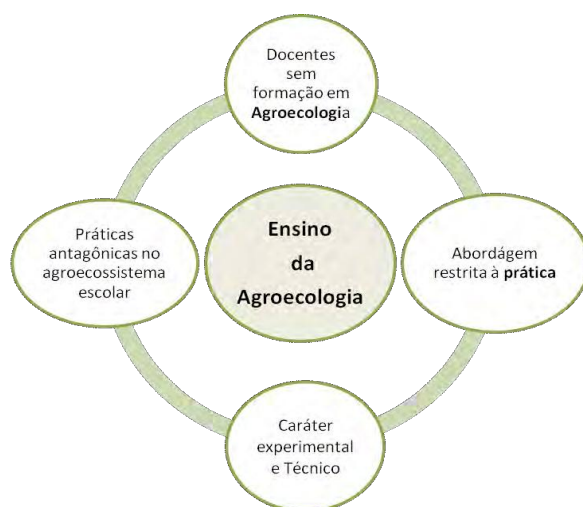 Docentes
sem
formação em
Agroecologia
Práticas
antagônicas no
agroecossistema
escolar
Ensino
da
Agroecologia
Abordágem
restrita à prática
Caráter
experimental
e Técnico